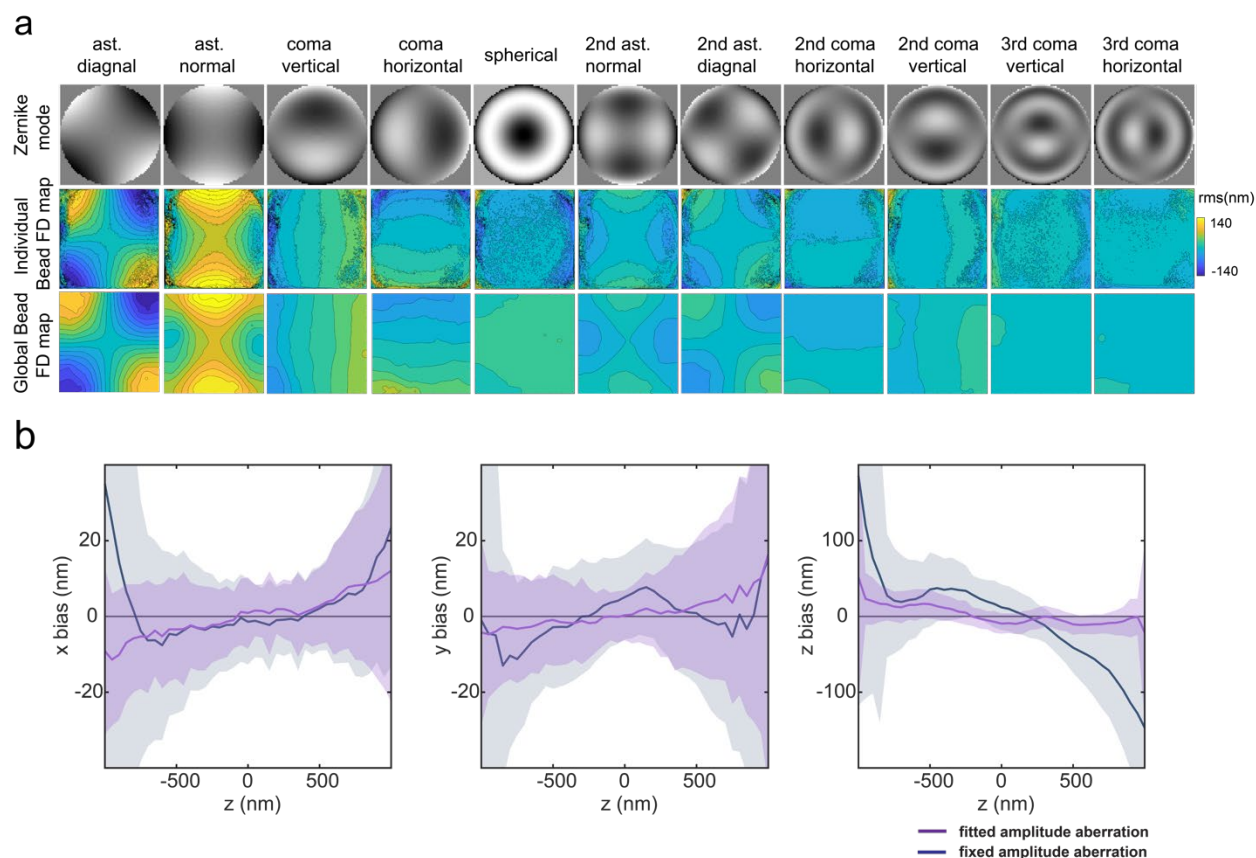 a
ast.
diagnal
ast.
normal
coma
vertical
coma
horizontal
spherical
2nd ast.
normal
2nd ast.
diagnal
2nd coma
horizontal
2nd coma
vertical
3rd coma
vertical
3rd coma
horizontal
Zernike
mode
Individual
Bead FD map
Global Bead
FD map
rms(nm)
140
-140
b
x bias (nm)
20
0
-20
-500
0
500
z (nm)
y bias (nm)
20
0
-20
-500
0
500
z (nm)
z bias (nm)
100
0
-100
-500
0
500
z (nm)
fitted amplitude aberration
fixed amplitude aberration